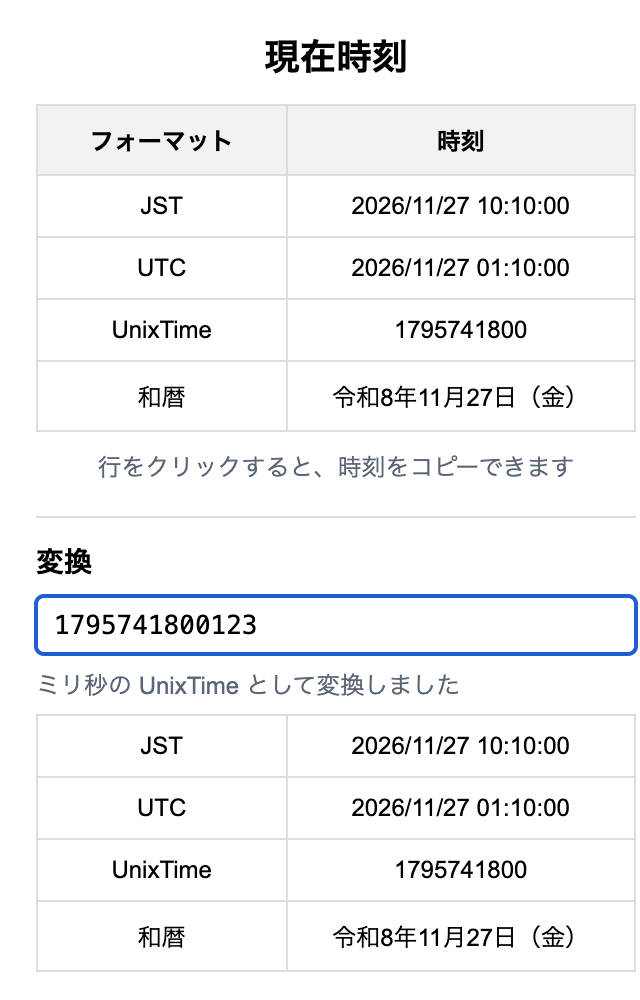 現在時刻
フォーマット 時刻
JST 2026/11/27 10:10:00
UTC 2026/11/27 01:10:00
UnixTime 1795741800
和暦 令和8年11月27日（金）
行をクリックすると、時刻をコピーできます
変換
1795741800123
ミリ秒の UnixTime として変換しました
JST 2026/11/27 10:10:00
UTC 2026/11/27 01:10:00
UnixTime 1795741800
和暦 令和8年11月27日（金）